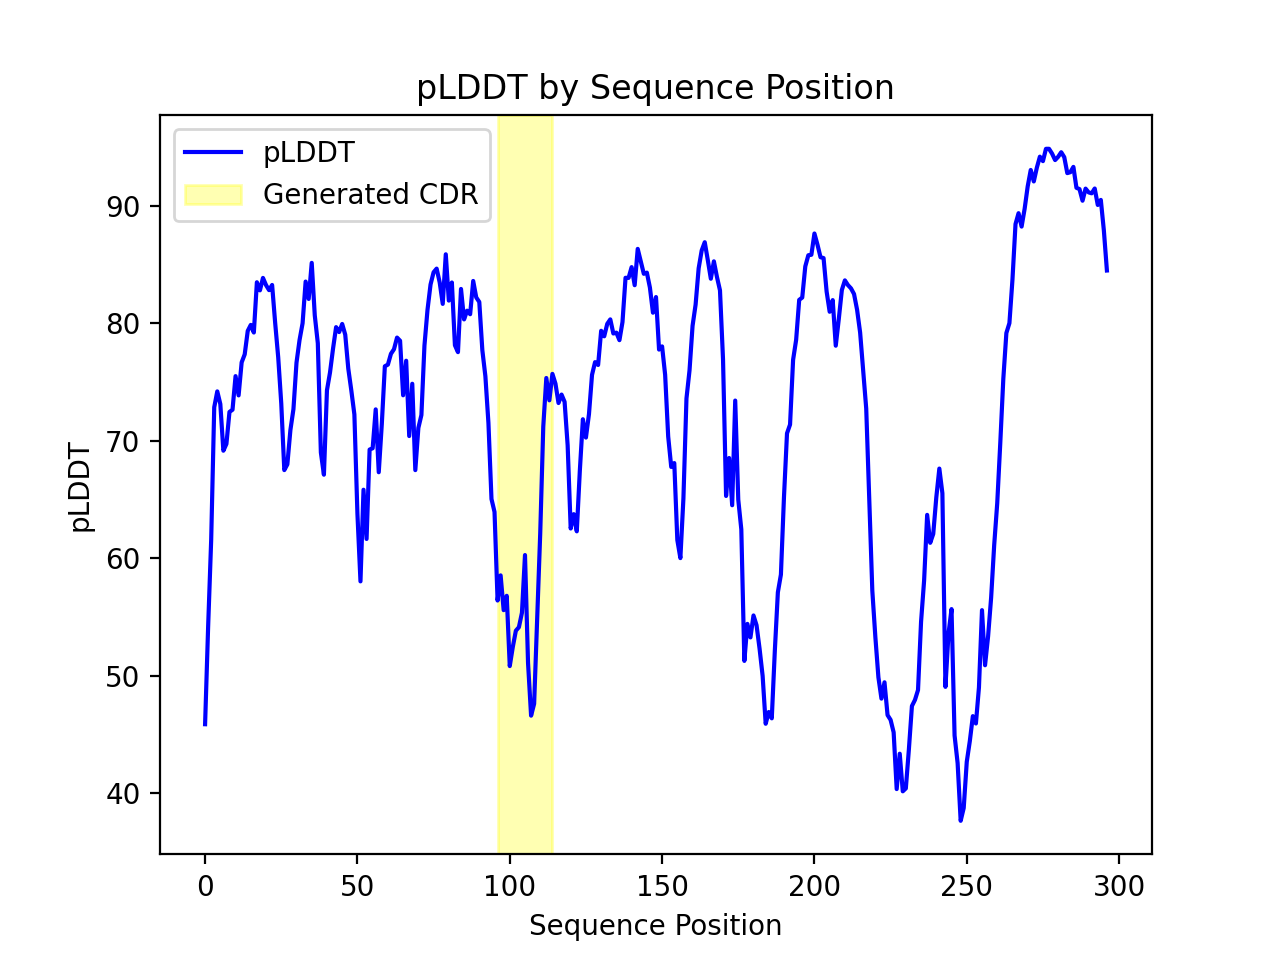 pLDDT by Sequence Position
pLDDT
Generated CDR
pLDDT
90
80
70
60
50
40
0 50 100 150 200 250 300
Sequence Position